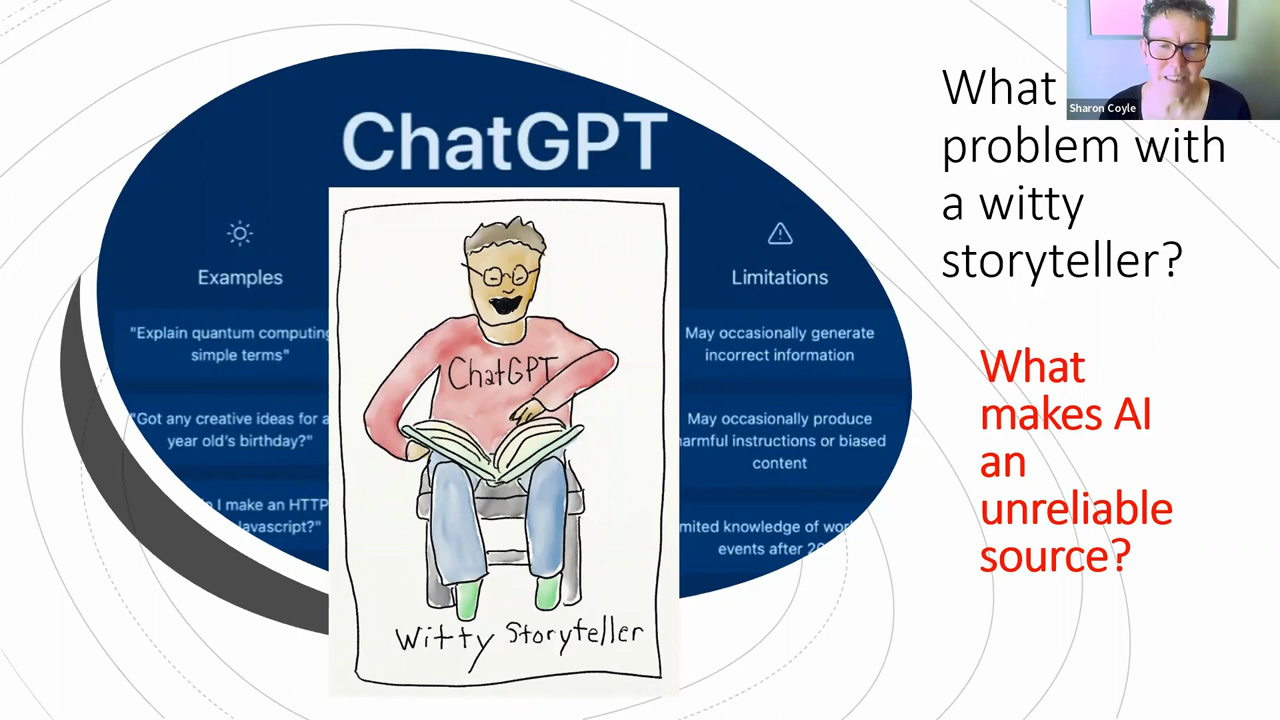 ChatGPT
Examples
"Explain quantum computing
simple terms"
"Got any creative ideas for a
year old's birthday?"
I make an HTTP
Javascript?"
Limitations
May occasionally generate
incorrect information
May occasionally produce
harmful instructions or biased
content
knowledge of
events after
ChatGPT
Witty Storyteller
What
problem with
a witty
storyteller?
What
makes AI
an
unreliable
source?
Sharon Coyle